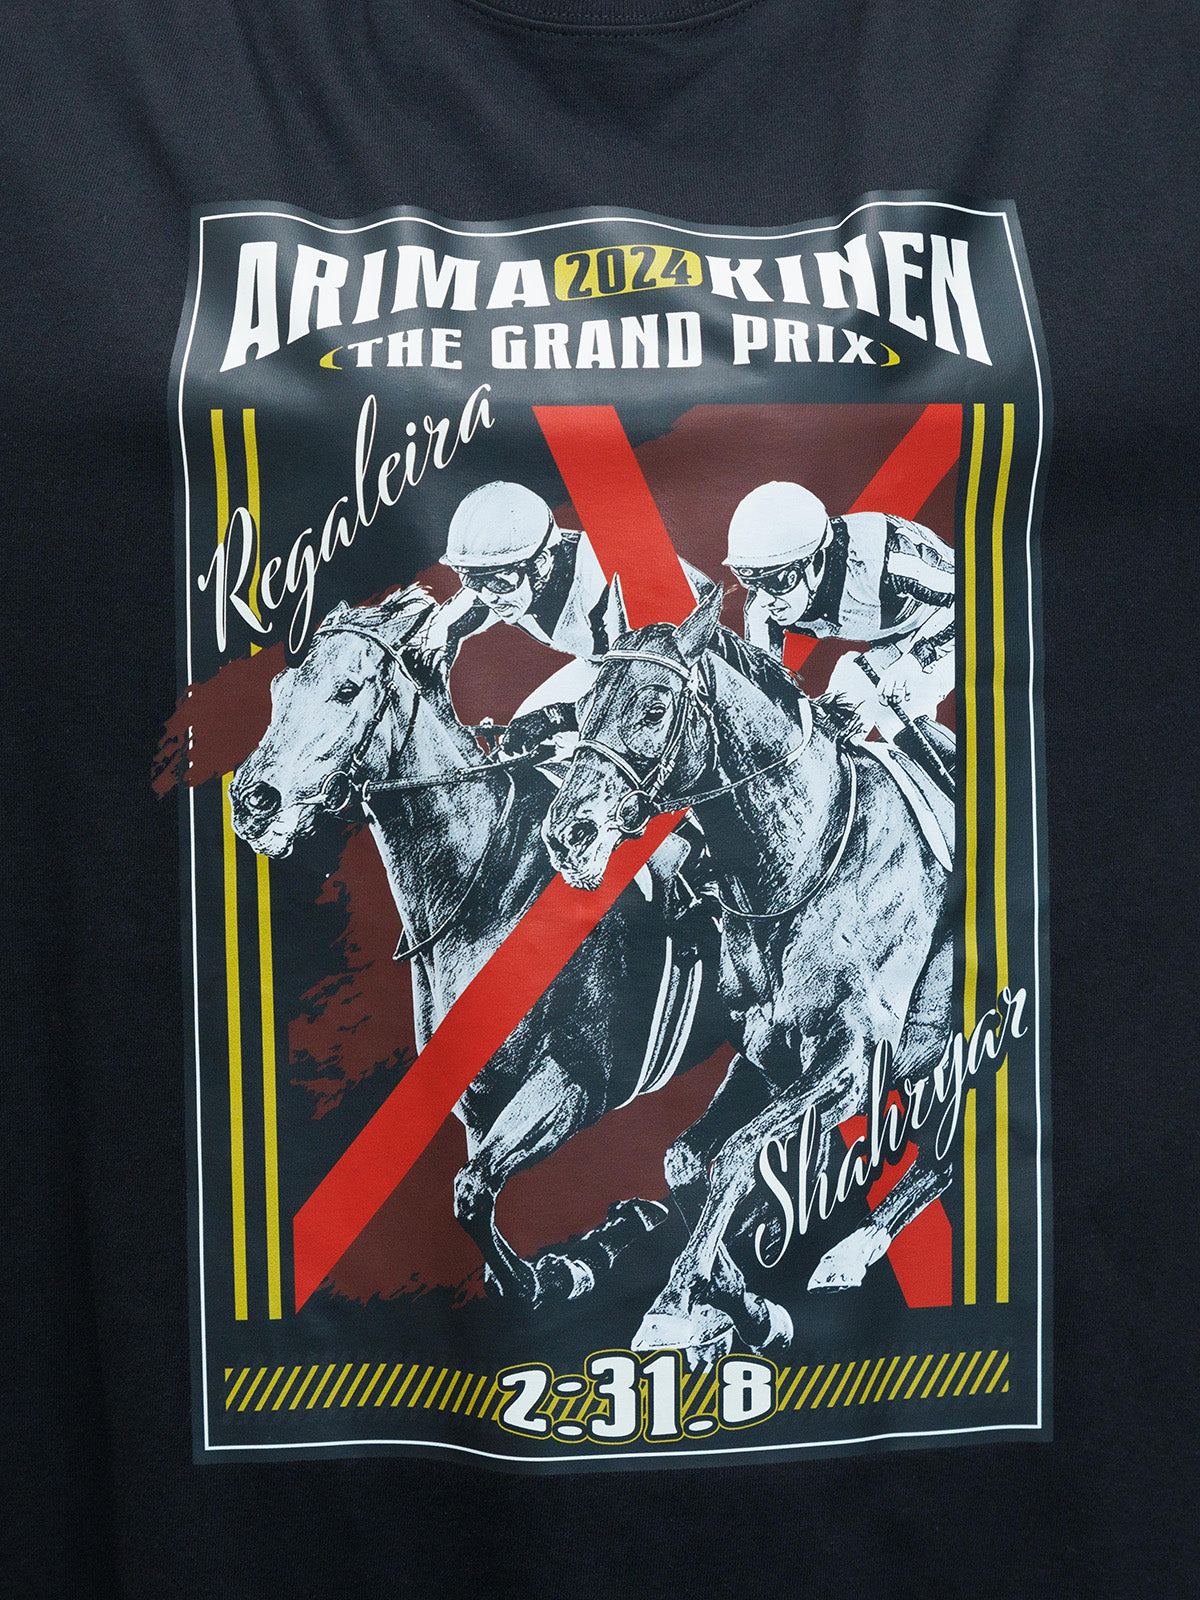 ARIMA 2024 KINEN
(THE GRAND PRIX)
Regaleira
Shahryar
2:31.8